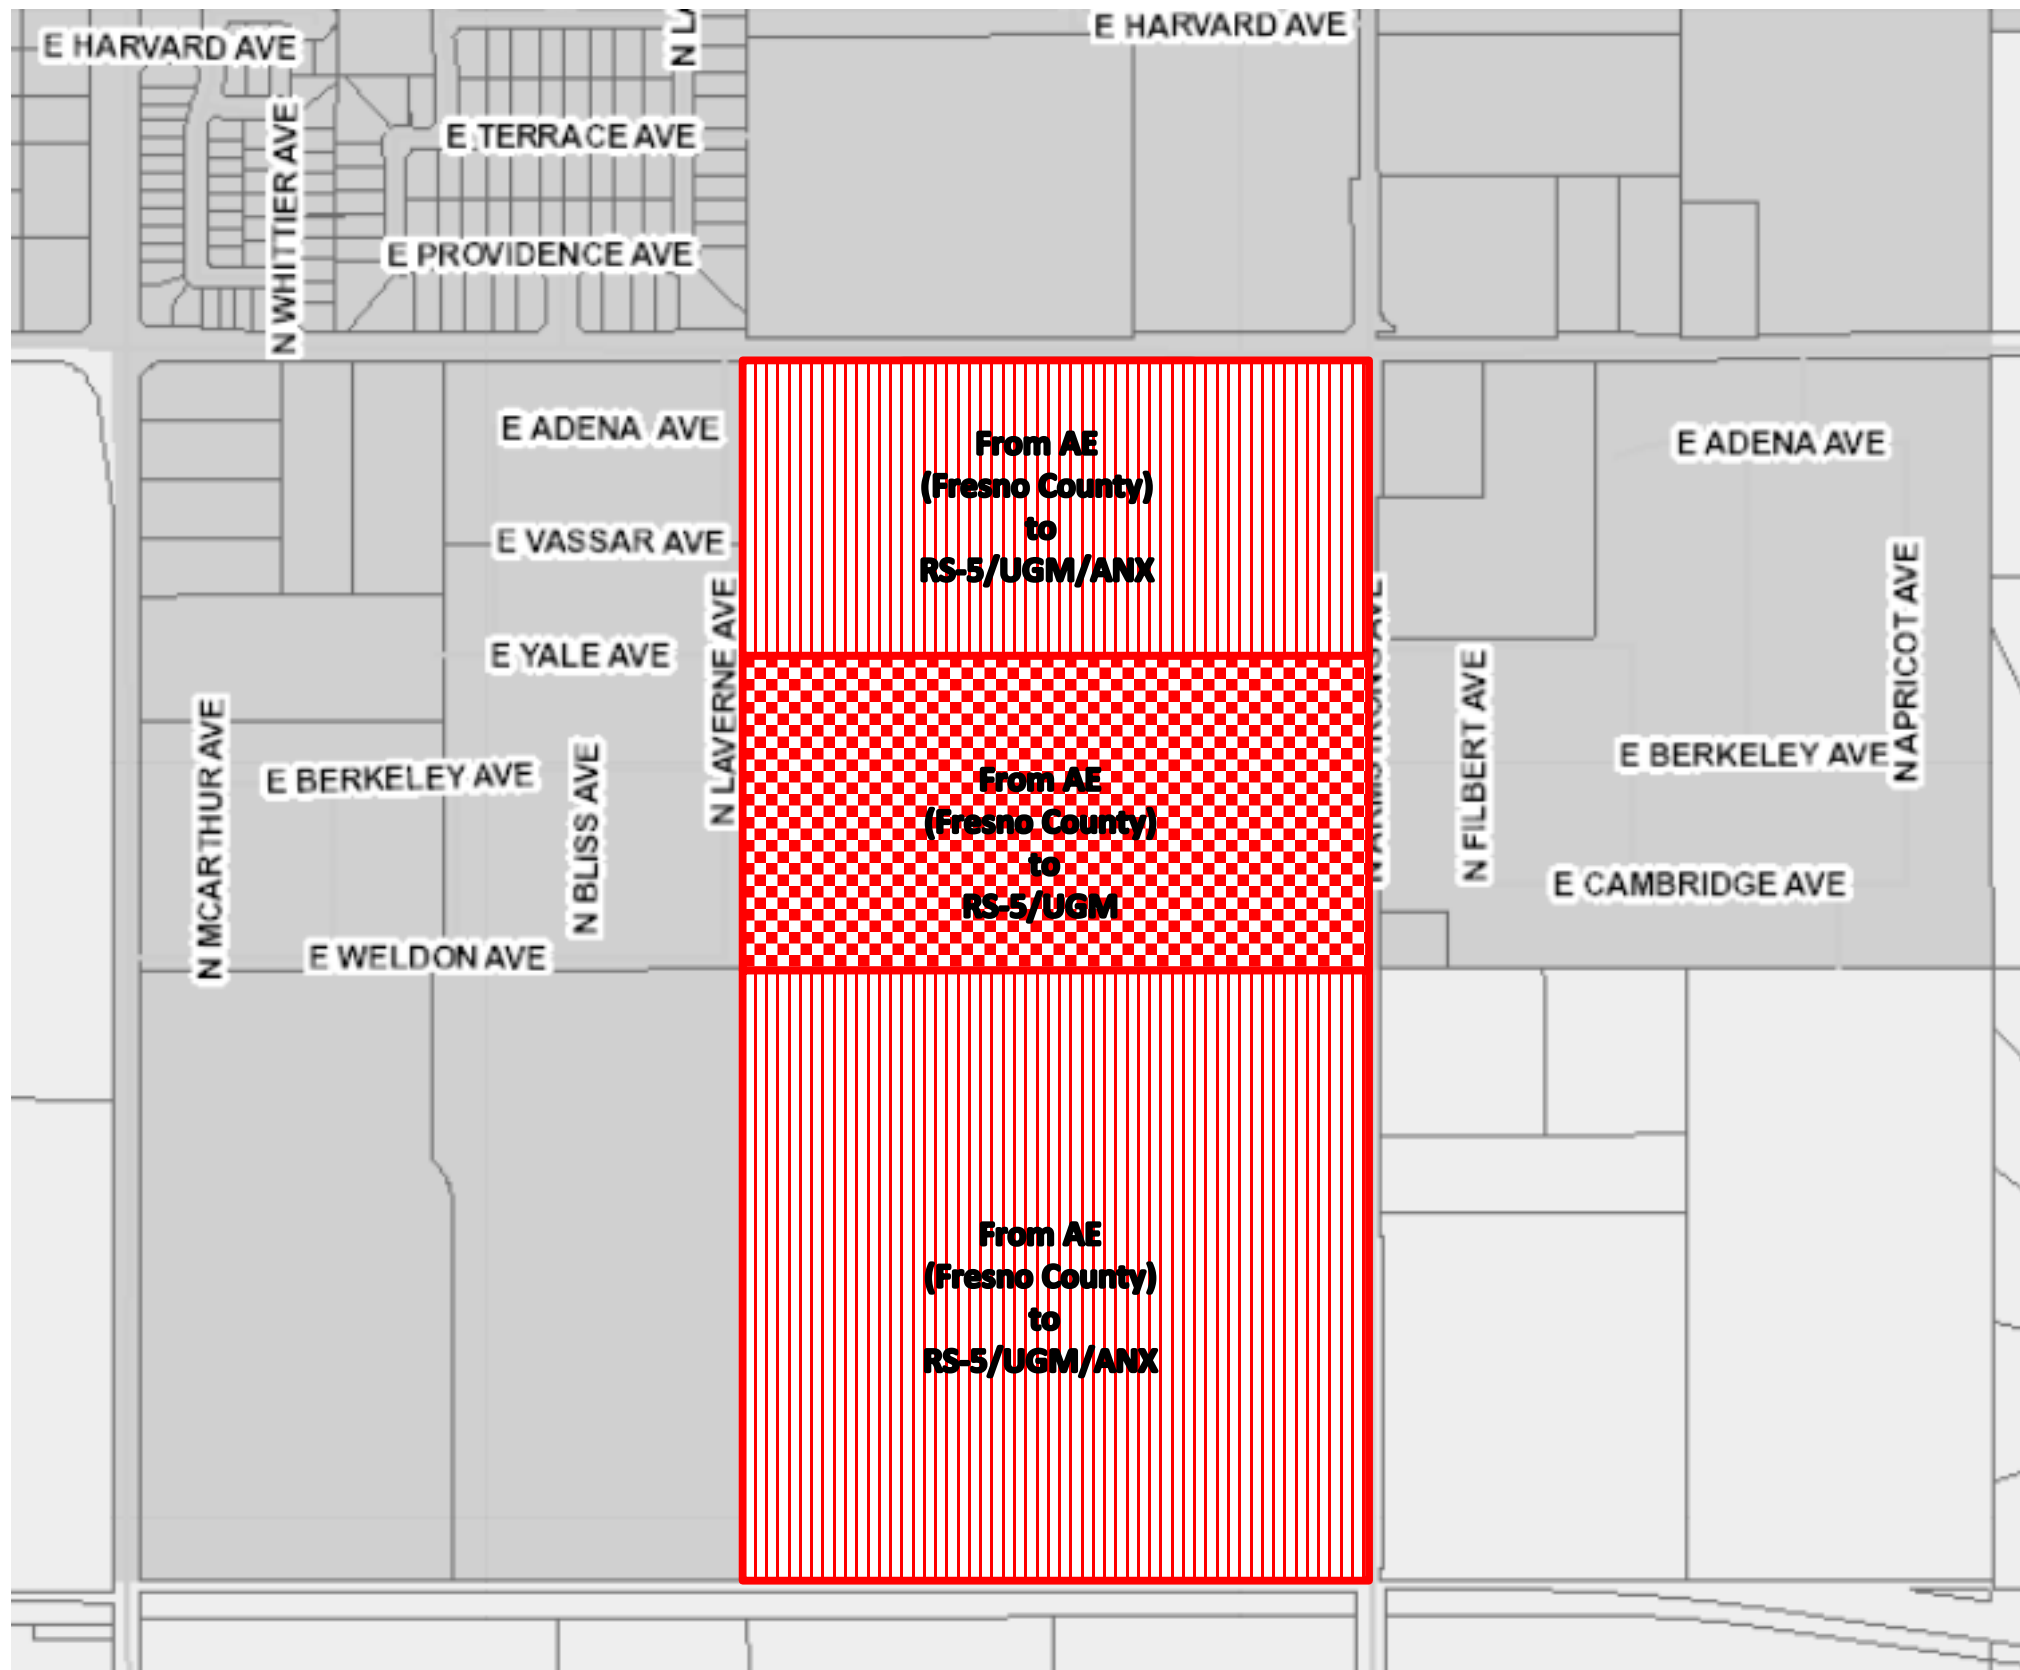 E HARVARD AVE
E HARVARD AVE
E TERRACE AVE
N WHITTIER AVE
E PROVIDENCE AVE
E ADENA AVE
From AE
(Fresno County)
to
RS-5/UGM/ANX
E ADENA AVE
E VASSAR AVE
E YALE AVE
N LAVERNE AVE
N APRICOT AVE
N MCARTHUR AVE
E BERKELEY AVE
N BLISS AVE
From AE
(Fresno County)
to
RS-5/UGM
N FILBERT AVE
E BERKELEY AVE
E CAMBRIDGE AVE
E WELDON AVE
From AE
(Fresno County)
to
RS-5/UGM/ANX